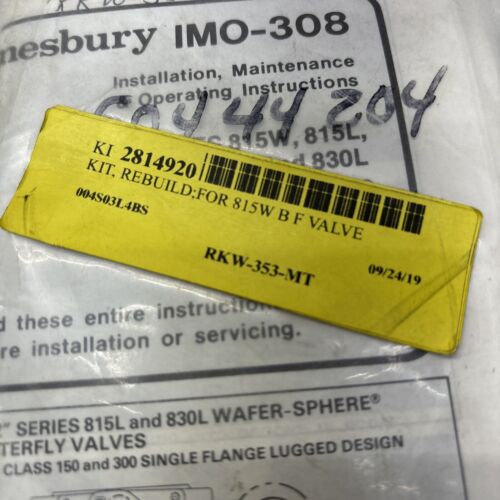 nesbury IMO-308
Installation, Maintenance
& Operating Instructions
60444204
815W, 815L,
830L
KI 2814920
KIT, REBUILD;FOR 815W B F VALVE
004S03L4BS
RKW-353-MT
09/24/19
d these entire instruction
re installation or servicing.
" SERIES 815L and 830L WAFER-SPHERE®
TERFLY VALVES
CLASS 150 and 300 SINGLE FLANGE LUGGED DESIGN